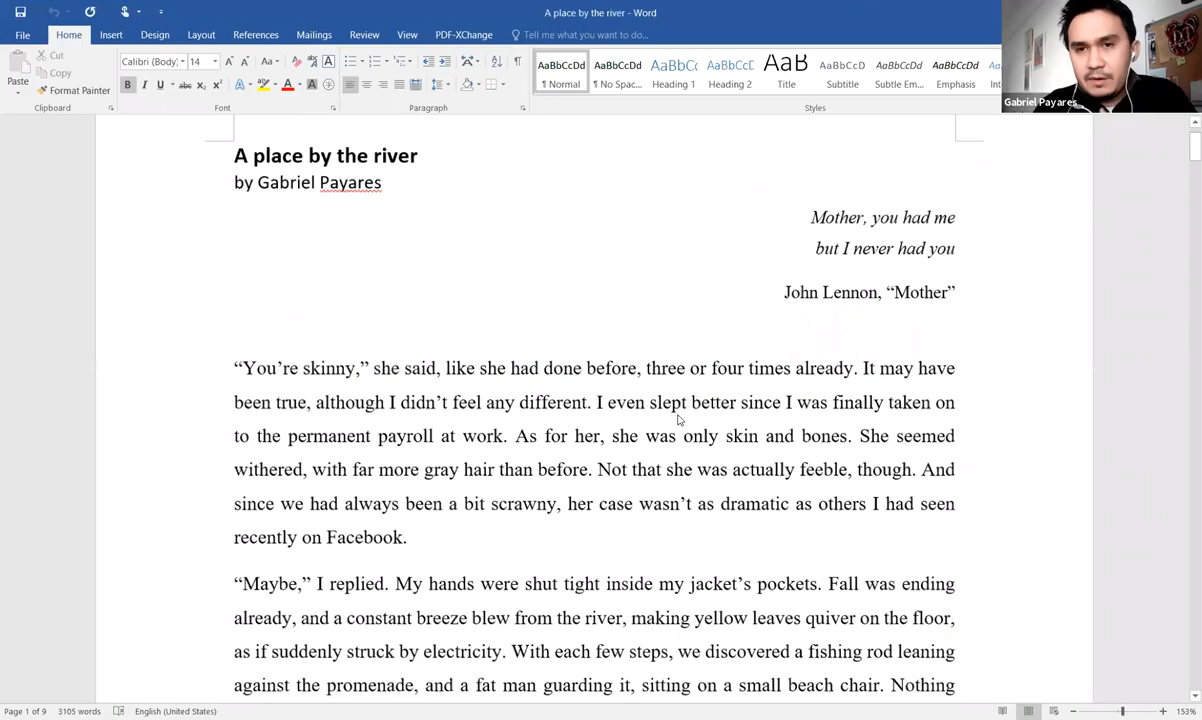 A place by the river - Word
File Home Insert Design Layout References Mailings Review View PDF-XChange Tell me what you want to do...
Paste
Cut
Copy
Format Painter
Calibri (Body) 14
AaBbCcDd AaBbCcDd AaBbCc AaBbCcD AaB AaBbCcD AaBbCcDd AaBbCcDd
¶ Normal ¶ No Spac... Heading 1 Heading 2 Title Subtitle Subtle Em... Emphasis
Clipboard Font Paragraph Styles
Gabriel Payares
A place by the river
by Gabriel Payares
Mother, you had me
but I never had you
John Lennon, “Mother”
“You’re skinny,” she said, like she had done before, three or four times already. It may have
been true, although I didn’t feel any different. I even slept better since I was finally taken on
to the permanent payroll at work. As for her, she was only skin and bones. She seemed
withered, with far more gray hair than before. Not that she was actually feeble, though. And
since we had always been a bit scrawny, her case wasn’t as dramatic as others I had seen
recently on Facebook.
“Maybe,” I replied. My hands were shut tight inside my jacket’s pockets. Fall was ending
already, and a constant breeze blew from the river, making yellow leaves quiver on the floor,
as if suddenly struck by electricity. With each few steps, we discovered a fishing rod leaning
against the promenade, and a fat man guarding it, sitting on a small beach chair. Nothing
Page 1 of 9 3105 words English (United States) 153%